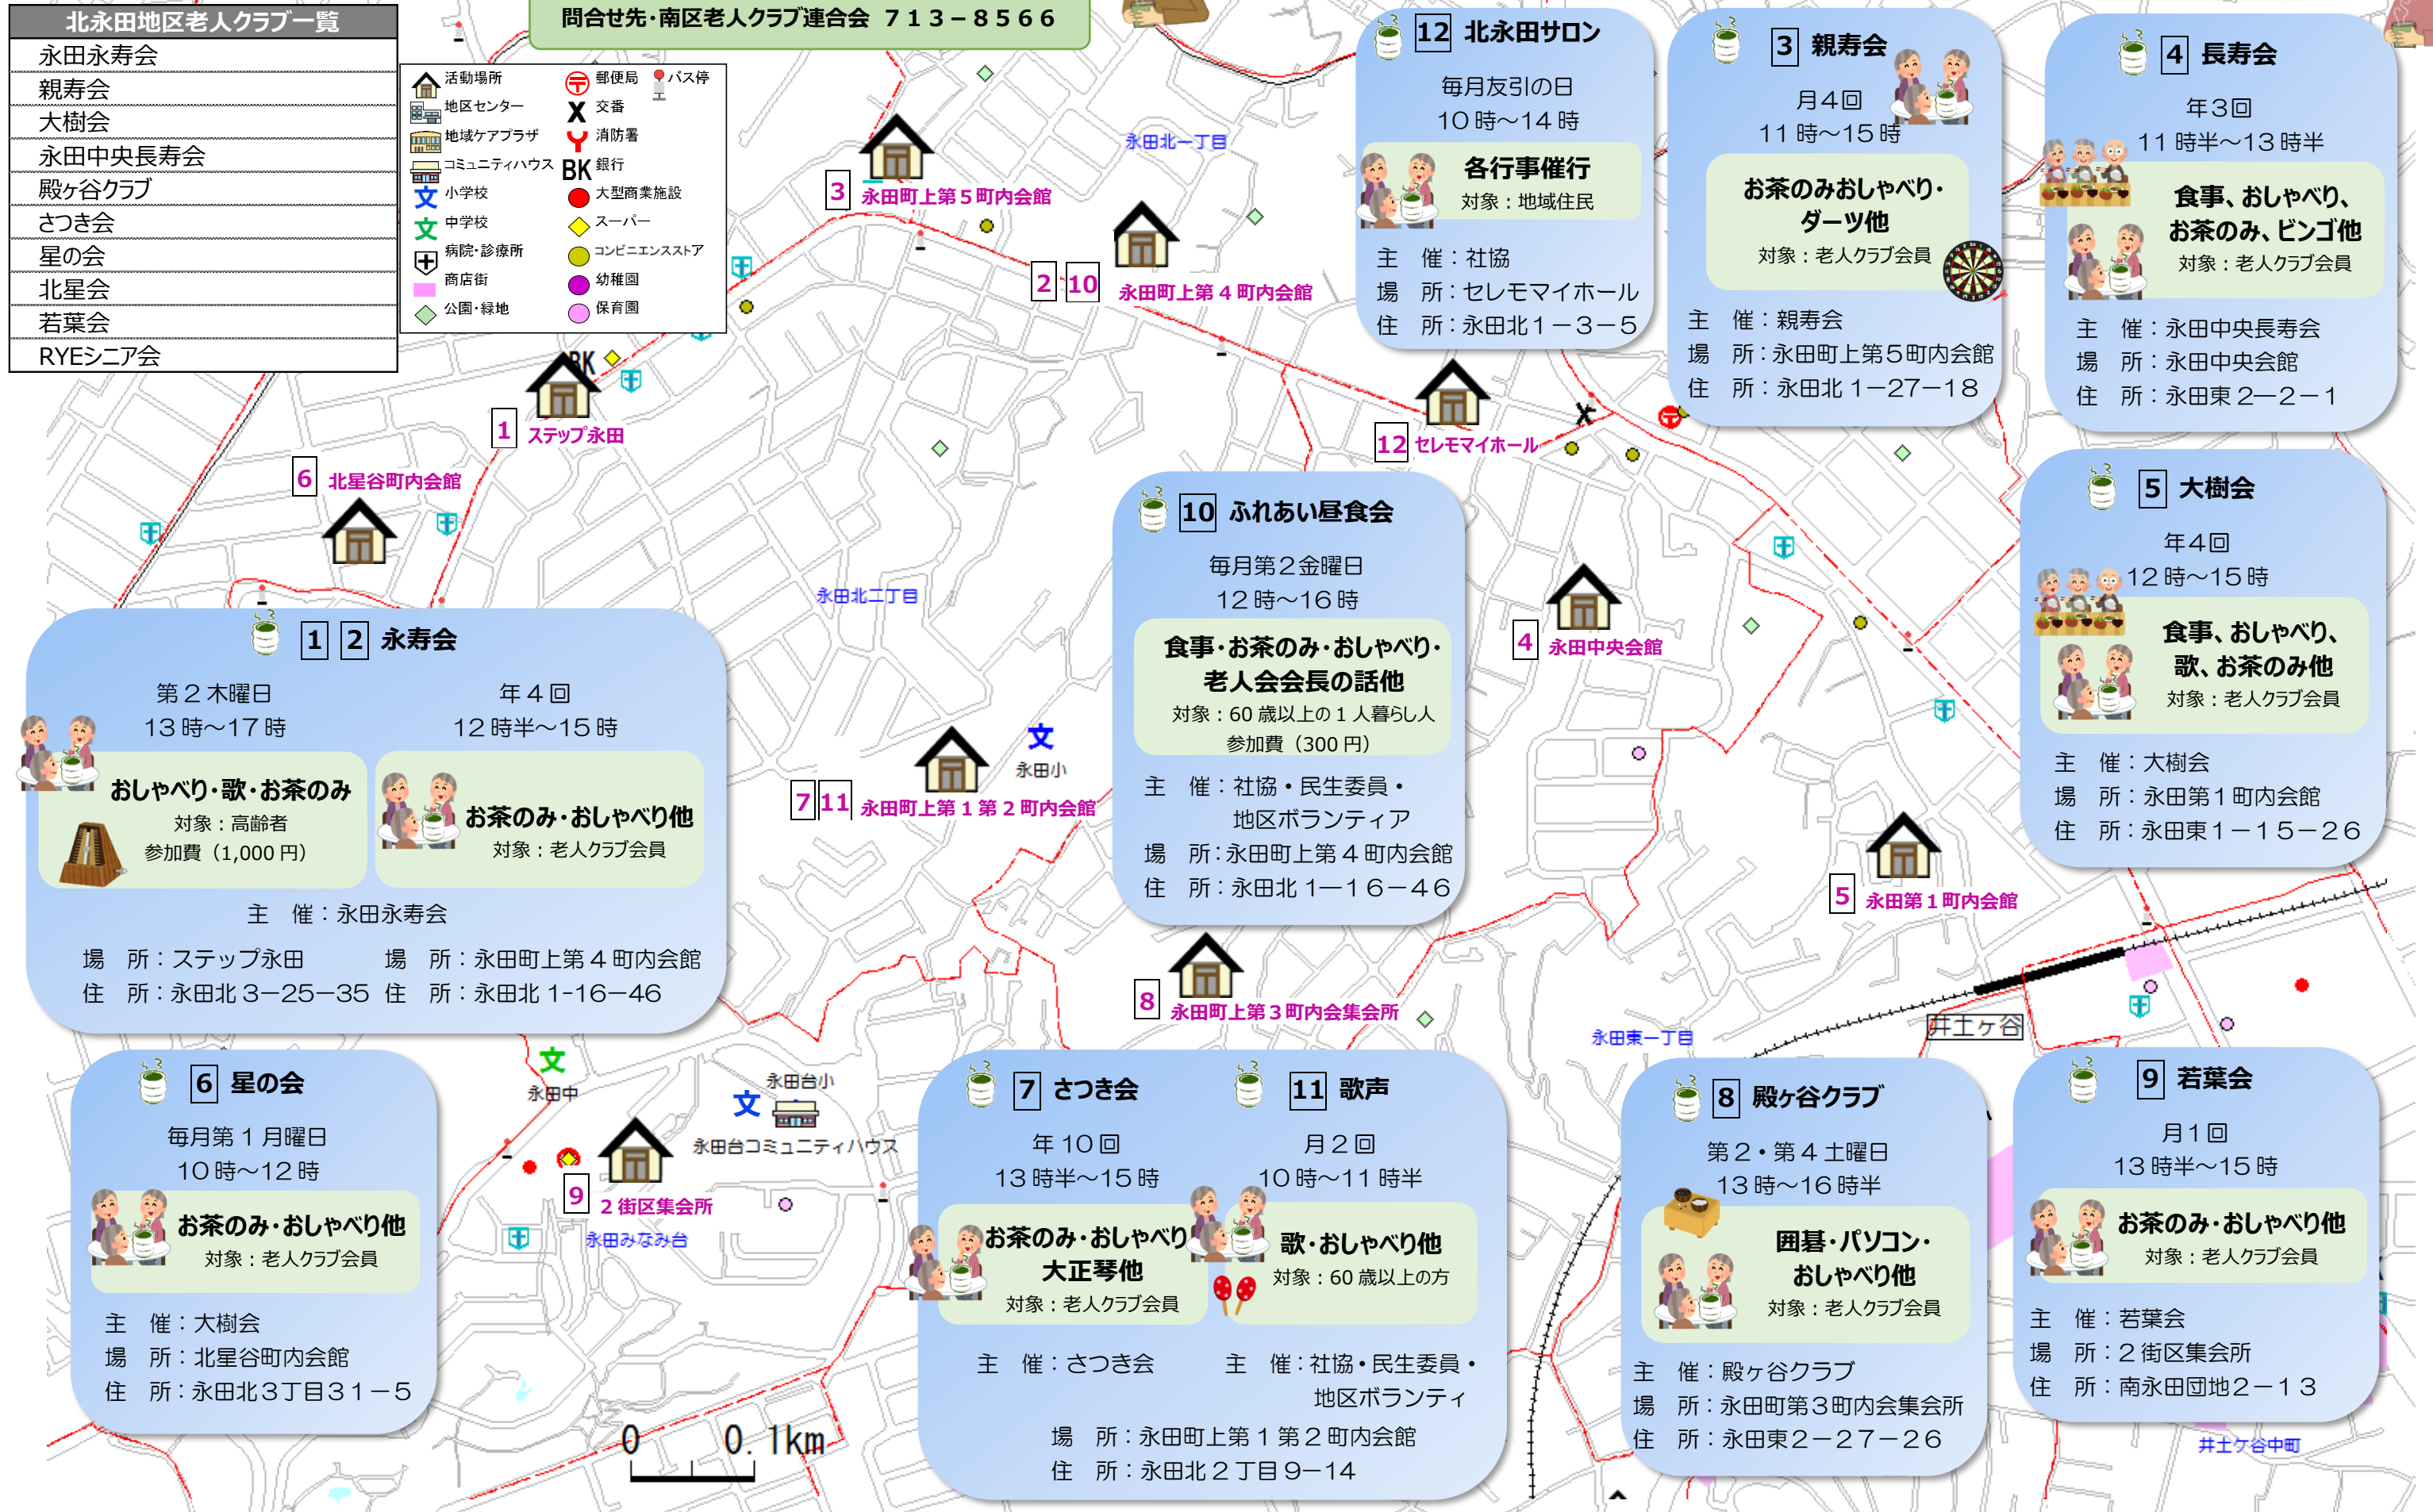 北永田地区老人クラブ一覧
永田永寿会
親寿会
大樹会
永田中央長寿会
殿ヶ谷クラブ
さつき会
星の会
北星会
若葉会
RYEシニア会
問合せ先・南区老人クラブ連合会 713-8566
活動場所
地区センター
地域ケアプラザ
コミュニティハウス
小学校
中学校
病院・診療所
商店街
公園・緑地
郵便局
バス停
交番
消防署
BK 銀行
大型商業施設
スーパー
コンビニエンスストア
幼稚園
保育園
12 北永田サロン
毎月友引の日
10時～14時
各行事催行
対象：地域住民
主 催：社協
場 所：セレモマイホール
住 所：永田北1－3－5
3 親寿会
月4回
11時～15時
お茶のみおしゃべり・
ダーツ他
対象：老人クラブ会員
主 催：親寿会
場 所：永田町上第5町内会館
住 所：永田北1－27－18
4 長寿会
年3回
11時半～13時半
食事、おしゃべり、
お茶のみ、ビンゴ他
対象：老人クラブ会員
主 催：永田中央長寿会
場 所：永田中央会館
住 所：永田東2－2－1
永田北一丁目
3 永田町上第5町内会館
2 10 永田町上第4町内会館
BK
1 ステップ永田
12 セレモマイホール
6 北星谷町内会館
永田北二丁目
4 永田中央会館
5 大樹会
年4回
12時～15時
食事、おしゃべり、
歌、お茶のみ他
対象：老人クラブ会員
主 催：大樹会
場 所：永田第1町内会館
住 所：永田東1－15－26
10 ふれあい昼食会
毎月第2金曜日
12時～16時
食事・お茶のみ・おしゃべり・
老人会会長の話他
対象：60歳以上の1人暮らし人
参加費（300円）
主 催：社協・民生委員・
地区ボランティア
場 所：永田町上第4町内会館
住 所：永田北1―16－46
1 2 永寿会
第2木曜日
13時～17時
おしゃべり・歌・お茶のみ
対象：高齢者
参加費（1,000円）
年4回
12時半～15時
お茶のみ・おしゃべり他
対象：老人クラブ会員
主 催：永田永寿会
場 所：ステップ永田
住 所：永田北3－25－35
場 所：永田町上第4町内会館
住 所：永田北1-16－46
文
永田小
7 11 永田町上第1第2町内会館
5 永田第1町内会館
8 永田町上第3町内会集会所
永田東一丁目
井土ヶ谷
文
永田中
永田台小
文
永田台コミュニティハウス
9 2街区集会所
永田みなみ台
6 星の会
毎月第1月曜日
10時～12時
お茶のみ・おしゃべり他
対象：老人クラブ会員
主 催：大樹会
場 所：北星谷町内会館
住 所：永田北3丁目31－5
7 さつき会
年10回
13時半～15時
お茶のみ・おしゃべり
大正琴他
対象：老人クラブ会員
主 催：さつき会
11 歌声
月2回
10時～11時半
歌・おしゃべり他
対象：60歳以上の方
主 催：社協・民生委員・
地区ボランティ
場 所：永田町上第1第2町内会館
住 所：永田北2丁目9－14
8 殿ヶ谷クラブ
第2・第4土曜日
13時～16時半
囲碁・パソコン・
おしゃべり他
対象：老人クラブ会員
主 催：殿ヶ谷クラブ
場 所：永田町第3町内会集会所
住 所：永田東2－27－26
9 若葉会
月1回
13時半～15時
お茶のみ・おしゃべり他
対象：老人クラブ会員
主 催：若葉会
場 所：2街区集会所
住 所：南永田団地2－13
井土ケ谷中町
0 0.1km